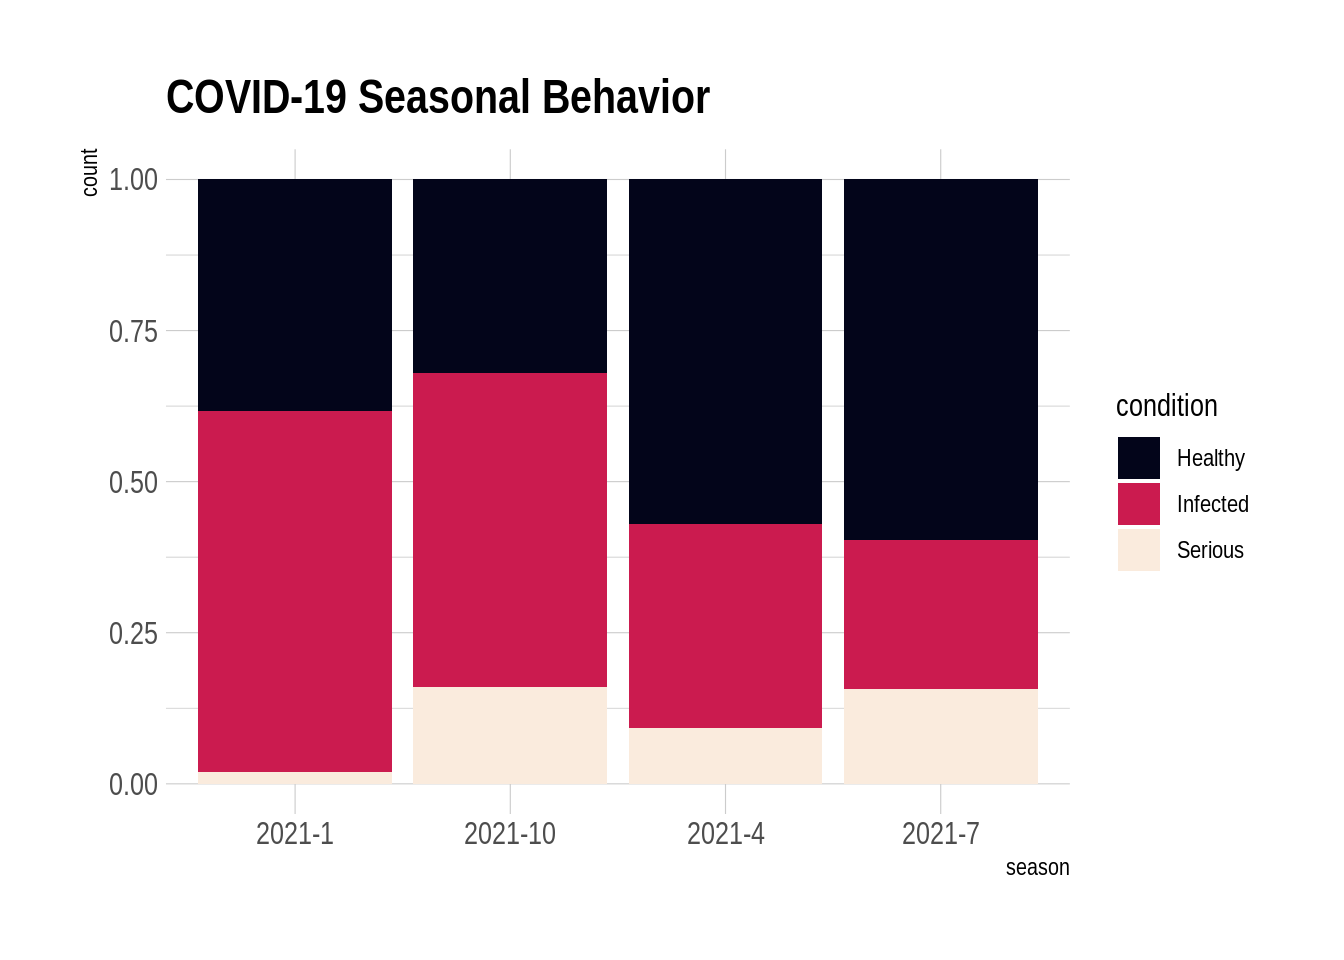 COVID-19 Seasonal Behavior
count
1.00
0.75
0.50
0.25
0.00
2021-1
2021-10
2021-4
2021-7
season
condition
Healthy
Infected
Serious